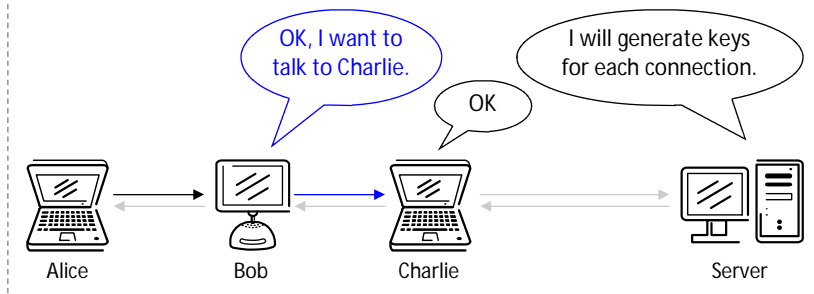 OK, I want to
talk to Charlie.
OK
I will generate keys
for each connection.
Alice
Bob
Charlie
Server